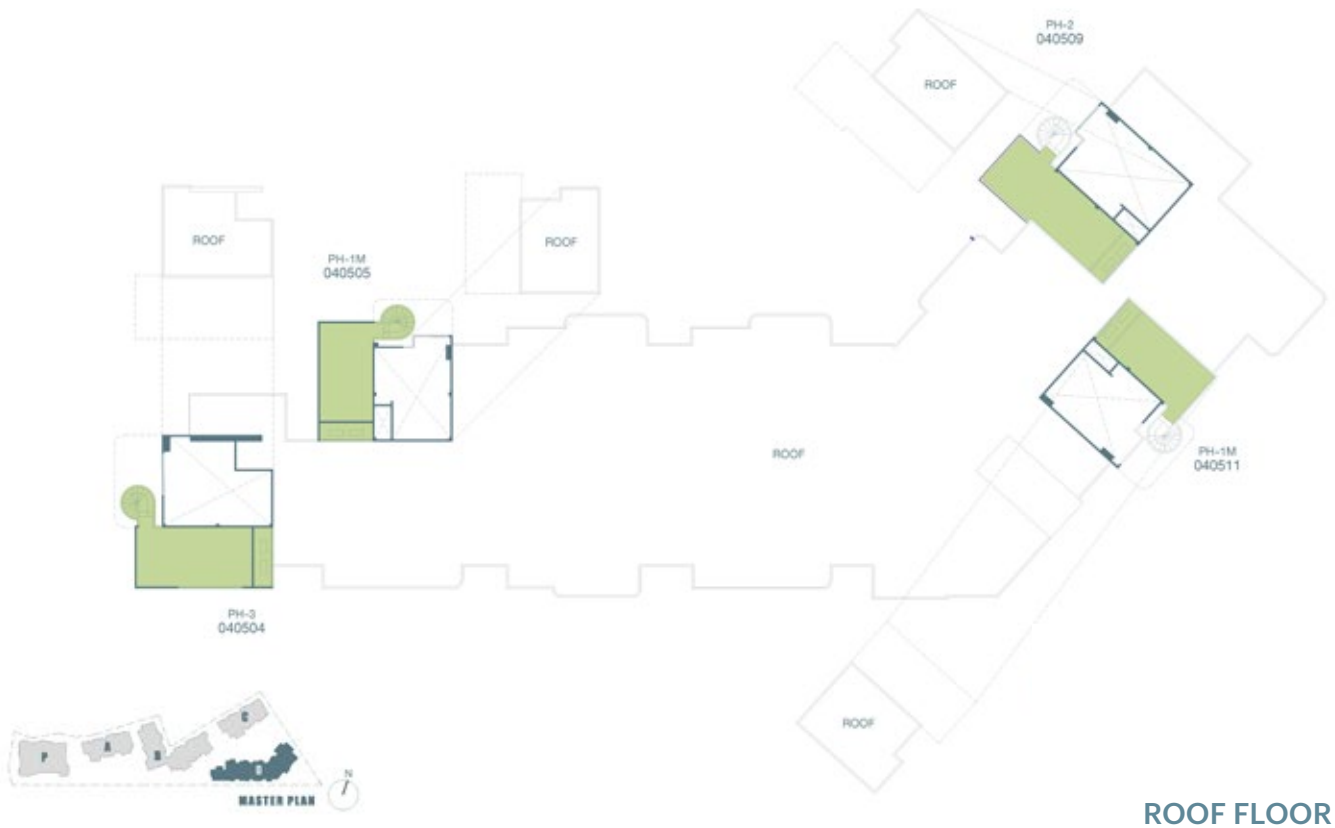 PH-2
040509
ROOF
ROOF
ROOF
PH-1M
040505
ROOF
PH-1M
040511
PH-3
040504
ROOF
C
A
P
B
MASTER PLAN
N
ROOF FLOOR